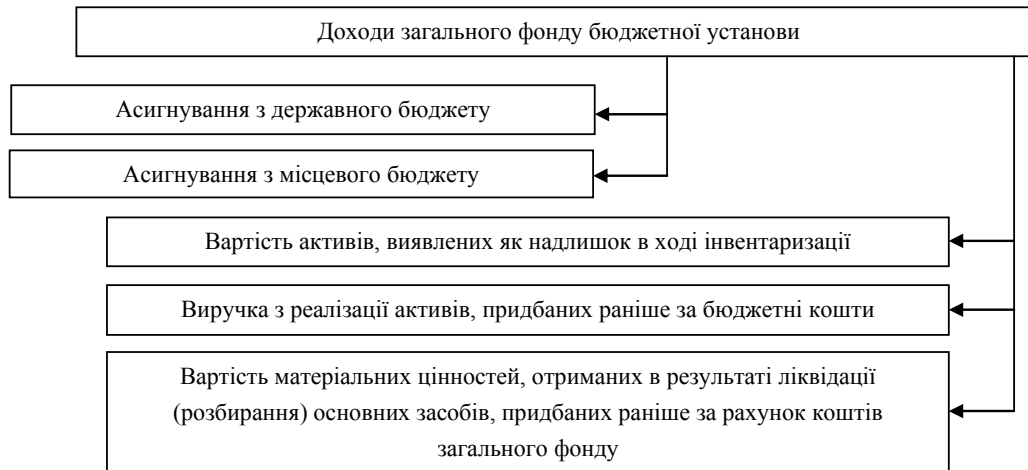 Доходи загального фонду бюджетної установи
Асигнування з державного бюджету
Асигнування з місцевого бюджету
Вартість активів, виявлених як надлишок в ході інвентаризації
Виручка з реалізації активів, придбаних раніше за бюджетні кошти
Вартість матеріальних цінностей, отриманих в результаті ліквідації
(розбирання) основних засобів, придбаних раніше за рахунок коштів
загального фонду